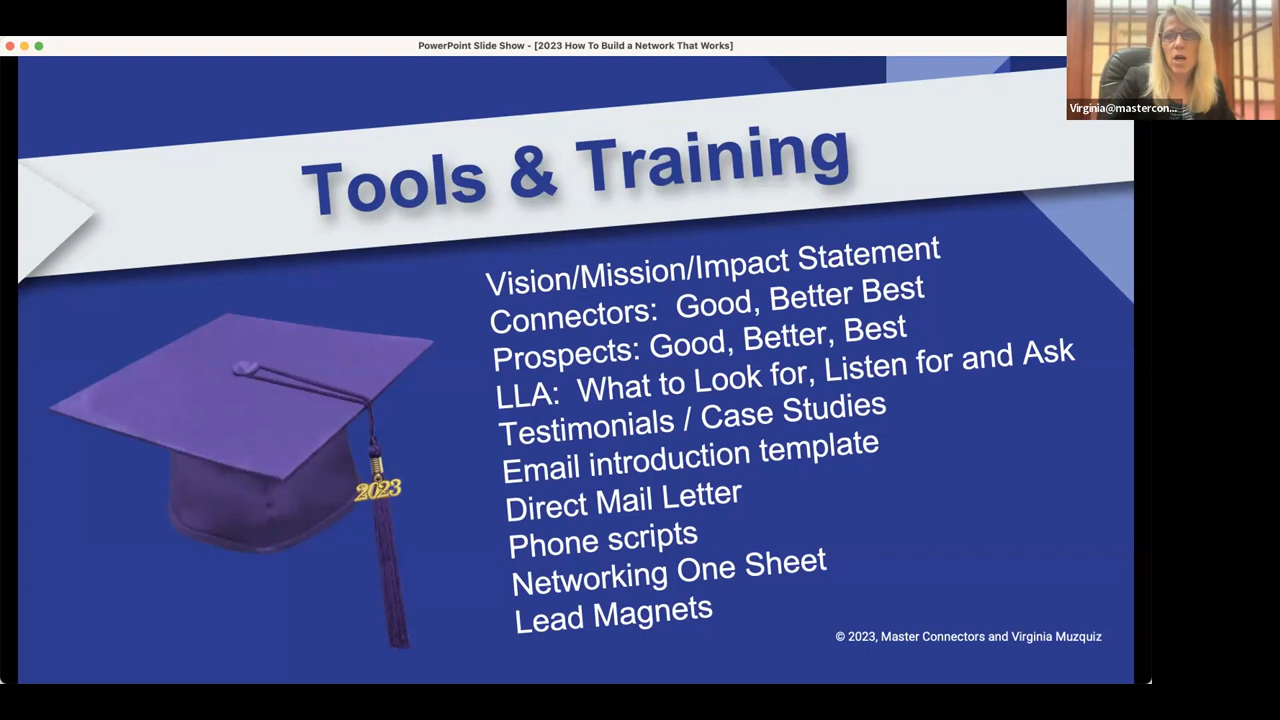 PowerPoint Slide Show - [2023 How To Build a Network That Works]
Virginia@mastercon...
Tools & Training
Vision/Mission/Impact Statement
Connectors:  Good, Better Best
Prospects: Good, Better, Best
LLA:  What to Look for, Listen for and Ask
Testimonials / Case Studies
Email introduction template
Direct Mail Letter
Phone scripts
Networking One Sheet
Lead Magnets
2023
© 2023, Master Connectors and Virginia Muzquiz